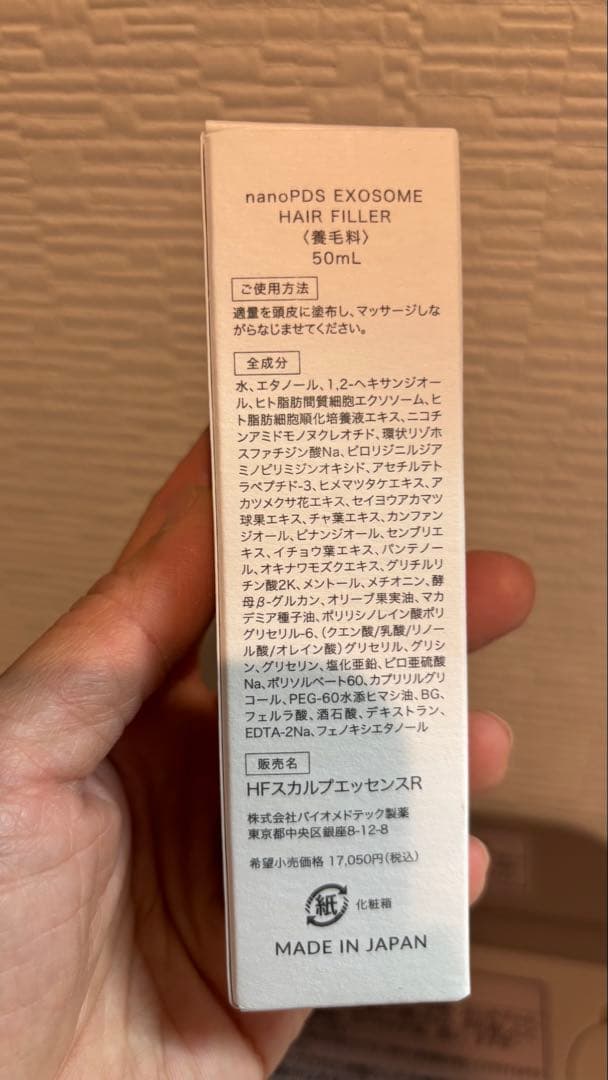 nanoPDS EXOSOME
HAIR FILLER
〈養毛料〉
50mL
ご使用方法
適量を頭皮に塗布し、マッサージしな
がらなじませてください。
全成分
水、エタノール、1,2-ヘキサンジオー
ル、ヒト脂肪間質細胞エクソソーム、ヒ
ト脂肪細胞順化培養液エキス、ニコチ
ンアミドモノヌクレオチド、環状リゾホ
スファチジン酸Na、ピロリジニルジア
ミノピリミジンオキシド、アセチルテト
ラペプチド-3、ヒメマツタケエキス、ア
カツメクサ花エキス、セイヨウアカマツ
球果エキス、チャ葉エキス、カンファン
ジオール、ピナンジオール、センブリエ
キス、イチョウ葉エキス、パンテノー
ル、オキナワモズクエキス、グリチルリ
チン酸2K、メントール、メチオニン、酵
母β-グルカン、オリーブ果実油、マカ
デミア種子油、ポリリシノレイン酸ポリ
グリセリル-6、(クエン酸/乳酸/リノー
ル酸/オレイン酸)グリセリル、グリシ
ン、グリセリン、塩化亜鉛、ピロ亜硫酸
Na、ポリソルベート60、カプリリルグリ
コール、PEG-60水添ヒマシ油、BG、
フェルラ酸、酒石酸、デキストラン、
EDTA-2Na、フェノキシエタノール
販売名
HFスカルプエッセンスR
株式会社バイオメドテック製薬
東京都中央区銀座8-12-8
希望小売価格 17,050円(税込)
紙 化粧箱
MADE IN JAPAN